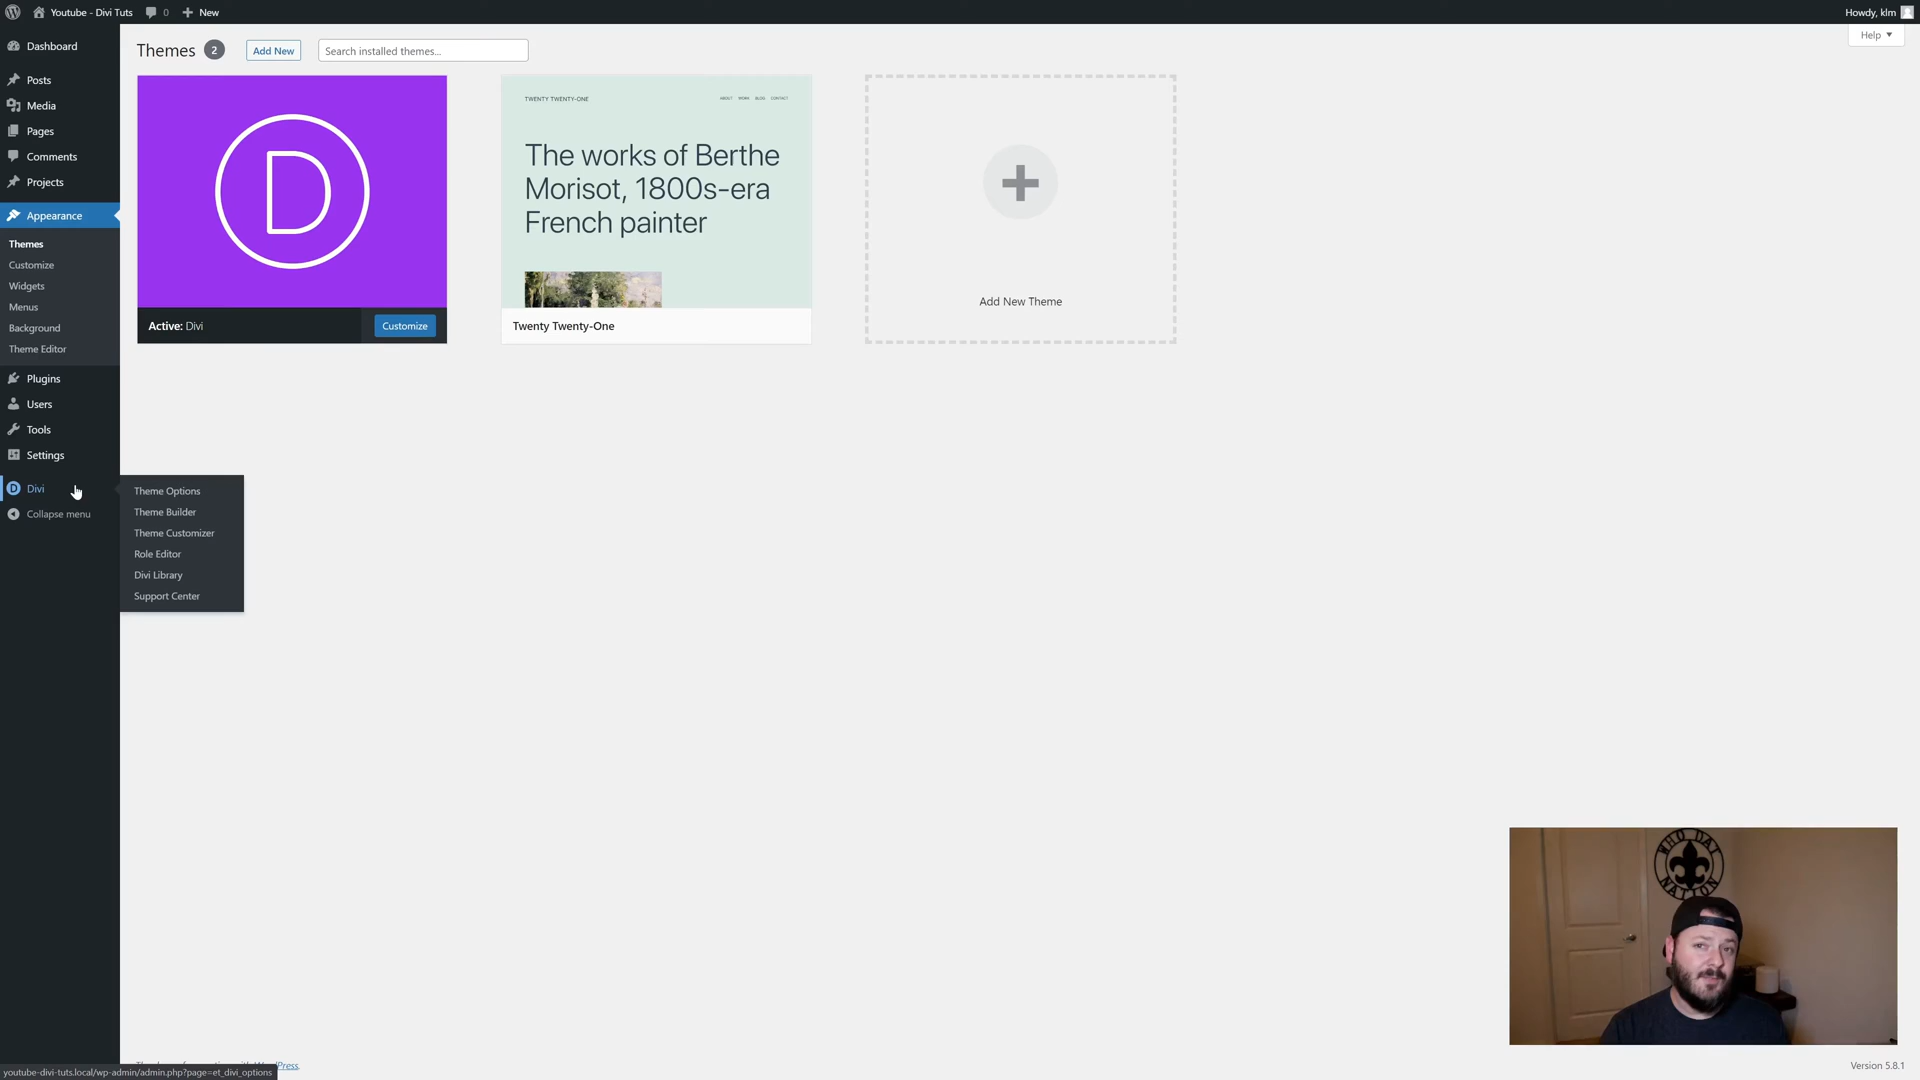 Youtube - Divi Tuts 0 New
Howdy, klm
Help
Dashboard
Posts
Media
Pages
Comments
Projects
Appearance
Themes
Customize
Widgets
Menus
Background
Theme Editor
Plugins
Users
Tools
Settings
Divi
Collapse menu
Theme Options
Theme Builder
Theme Customizer
Role Editor
Divi Library
Support Center
Themes 2 Add New Search installed themes...
D
Active: Divi Customize
TWENTY TWENTY-ONE ABOUT WORK BLOG CONTACT
The works of Berthe
Morisot, 1800s-era
French painter
Twenty Twenty-One
Add New Theme
WHO DAT
NATION
Press.
Version 5.8.1
youtube-divi-tuts.local/wp-admin/admin.php?page=et_divi_options